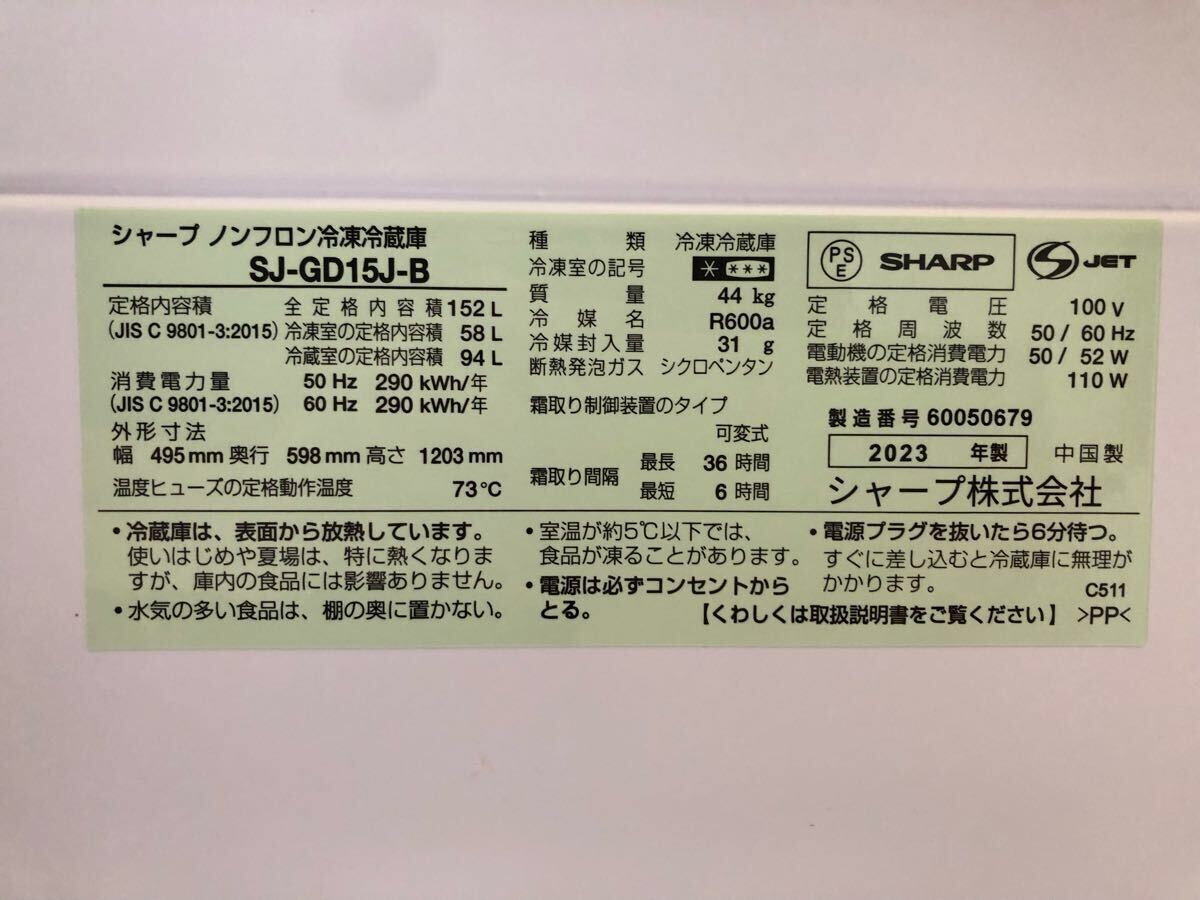 シャープ ノンフロン冷凍冷蔵庫
SJ-GD15J-B
定格内容積 全定格内容積 152 L
(JIS C 9801-3:2015) 冷凍室の定格内容積 58 L
冷蔵室の定格内容積 94 L
消費電力量 50 Hz 290 kWh/年
(JIS C 9801-3:2015) 60 Hz 290 kWh/年
外形寸法
幅 495 mm 奥行 598 mm 高さ 1203 mm
温度ヒューズの定格動作温度 73℃
種類 冷凍冷蔵庫
冷凍室の記号 * ***
質量 44 kg
冷媒名 R600a
冷媒封入量 31 g
断熱発泡ガス シクロペンタン
霜取り制御装置のタイプ
可変式
霜取り間隔 最長 36 時間
最短 6 時間
PSE SHARP S JET
定格電圧 100 V
定格周波数 50 / 60 Hz
電動機の定格消費電力 50 / 52 W
電熱装置の定格消費電力 110 W
製造番号 60050679
2023 年製 中国製
シャープ株式会社
・冷蔵庫は、表面から放熱しています。
使いはじめや夏場は、特に熱くなりま
すが、庫内の食品には影響ありません。
・水気の多い食品は、棚の奥に置かない。
・室温が約5℃以下では、
食品が凍ることがあります。
・電源は必ずコンセントから
とる。
・電源プラグを抜いたら6分待つ。
すぐに差し込むと冷蔵庫に無理が
かかります。
C511
【くわしくは取扱説明書をご覧ください】 >PP<